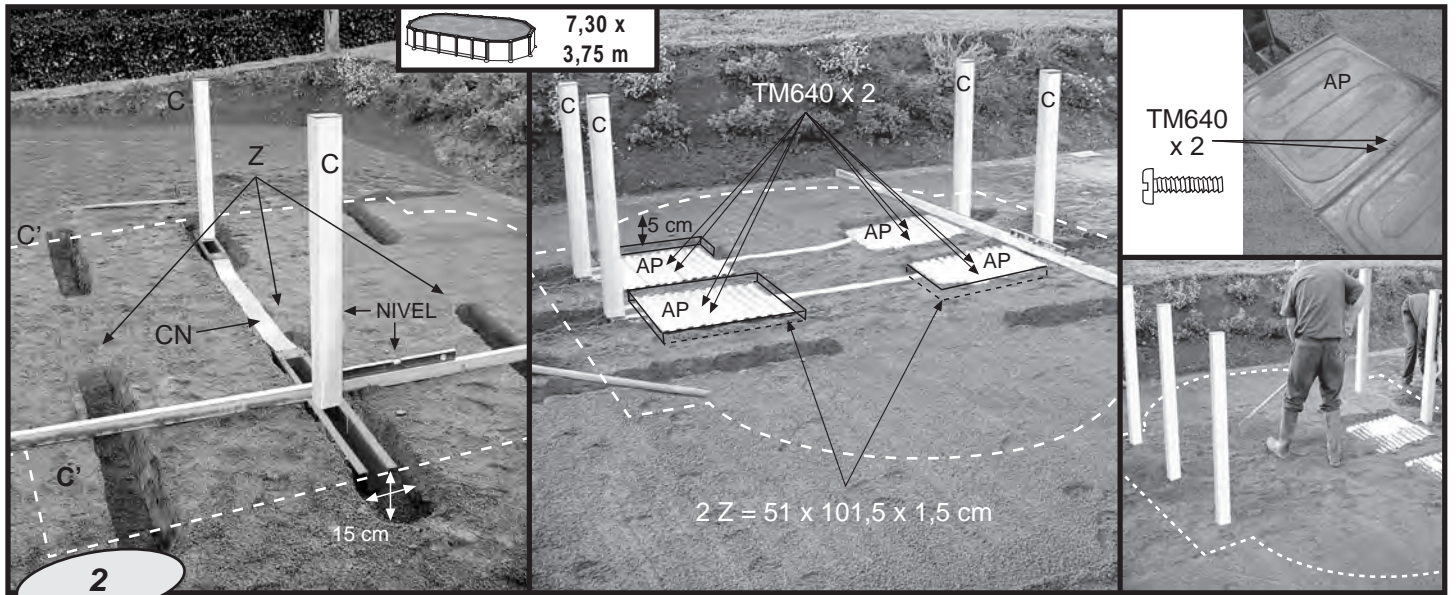 7,30 x
3,75 m
C
C
Z
C'
CN
NIVEL
C'
15 cm
2
C
C
TM640 x 2
C
C
5 cm
AP
AP
AP
AP
2 Z = 51 x 101,5 x 1,5 cm
AP
TM640
x 2